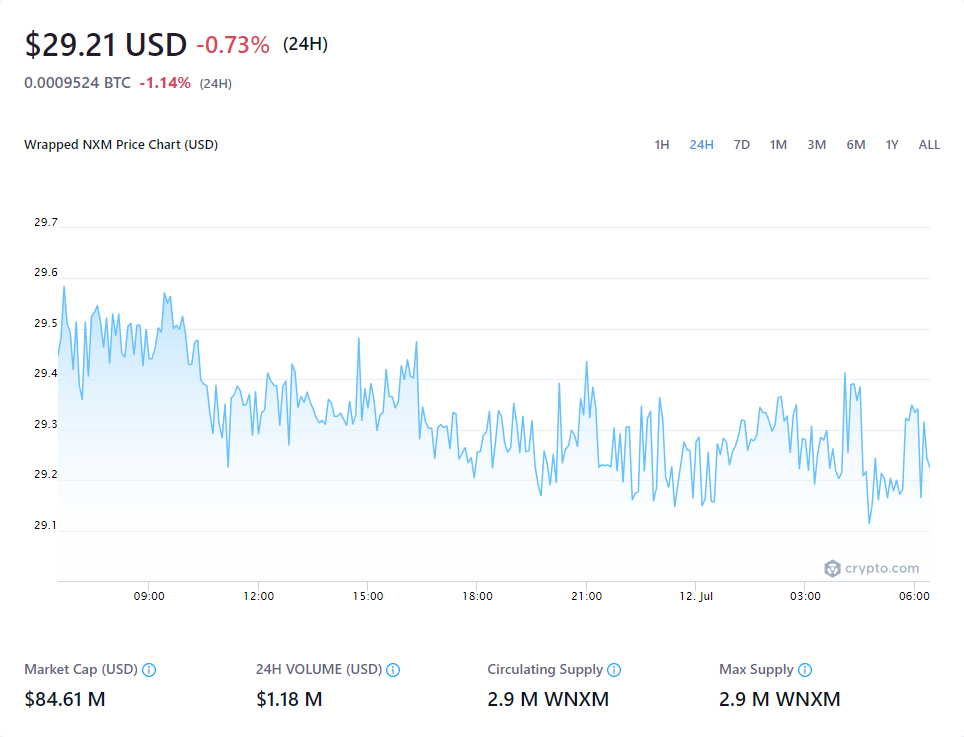 $29.21 USD -0.73% (24H)
0.0009524 BTC -1.14% (24H)
Wrapped NXM Price Chart (USD) 1H 24H 7D 1M 3M 6M 1Y ALL
29.7
29.6
29.5
29.4
29.3
29.2
29.1
crypto.com
09:00 12:00 15:00 18:00 21:00 12. Jul 03:00 06:00
Market Cap (USD) 24H VOLUME (USD) Circulating Supply Max Supply
$84.61 M $1.18 M 2.9 M WNXM 2.9 M WNXM